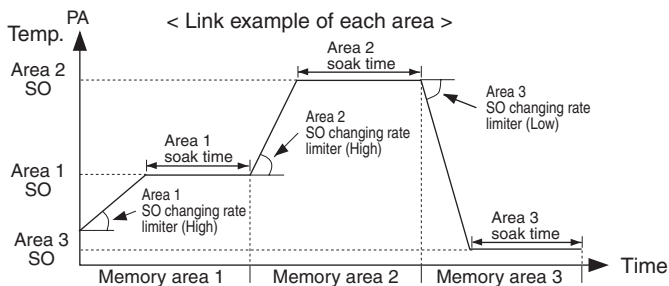 PA
< Link example of each area >
Temp.
Area 2
soak time
Area 2
SO
Area 3
SO changing rate
limiter (Low)
Area 2
SO changing rate
limiter (High)
Area 1
soak time
Area 1
SO
Area 1
SO changing rate
limiter (High)
Area 3
soak time
Area 3
SO
Time
Memory area 1
Memory area 2
Memory area 3